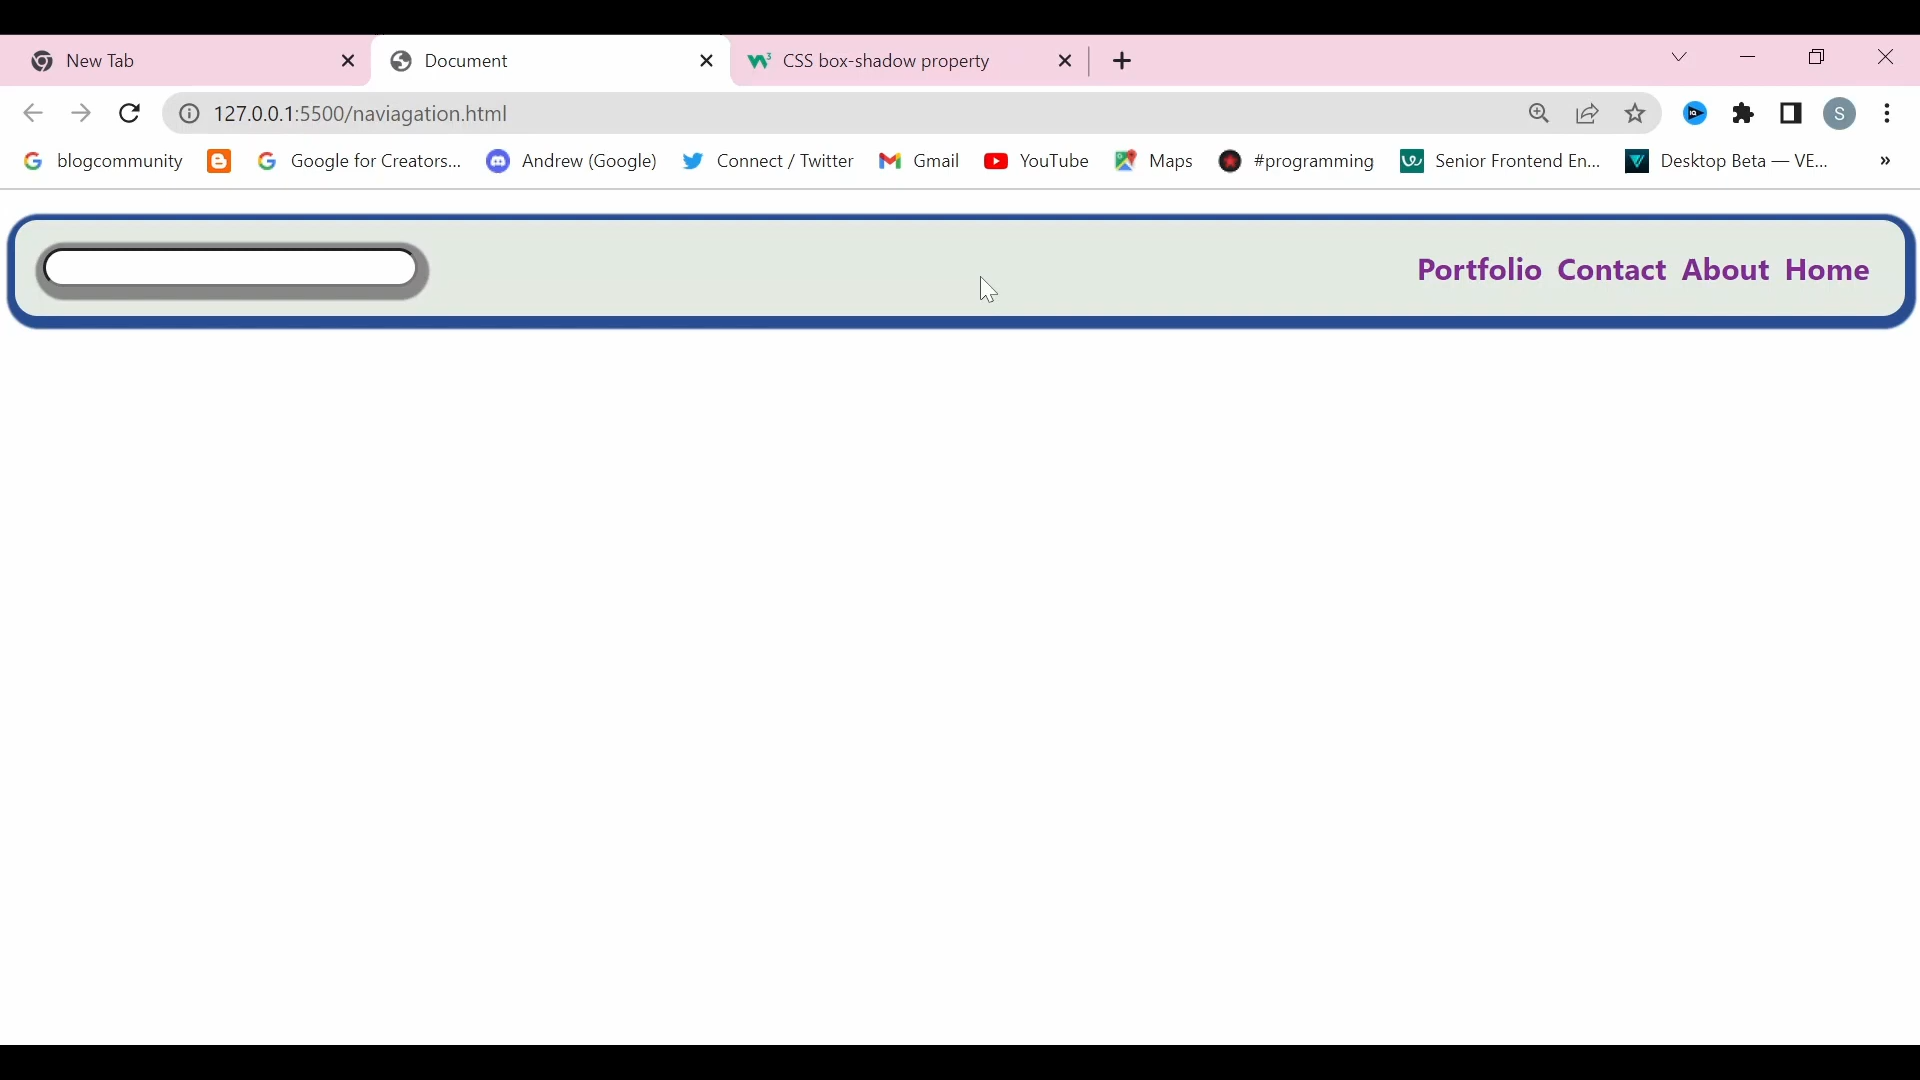 New Tab
Document
CSS box-shadow property
127.0.0.1:5500/naviagation.html
S
blogcommunity
Google for Creators...
Andrew (Google)
Connect / Twitter
Gmail
YouTube
Maps
#programming
Senior Frontend En...
Desktop Beta — VE...
»
Portfolio Contact About Home